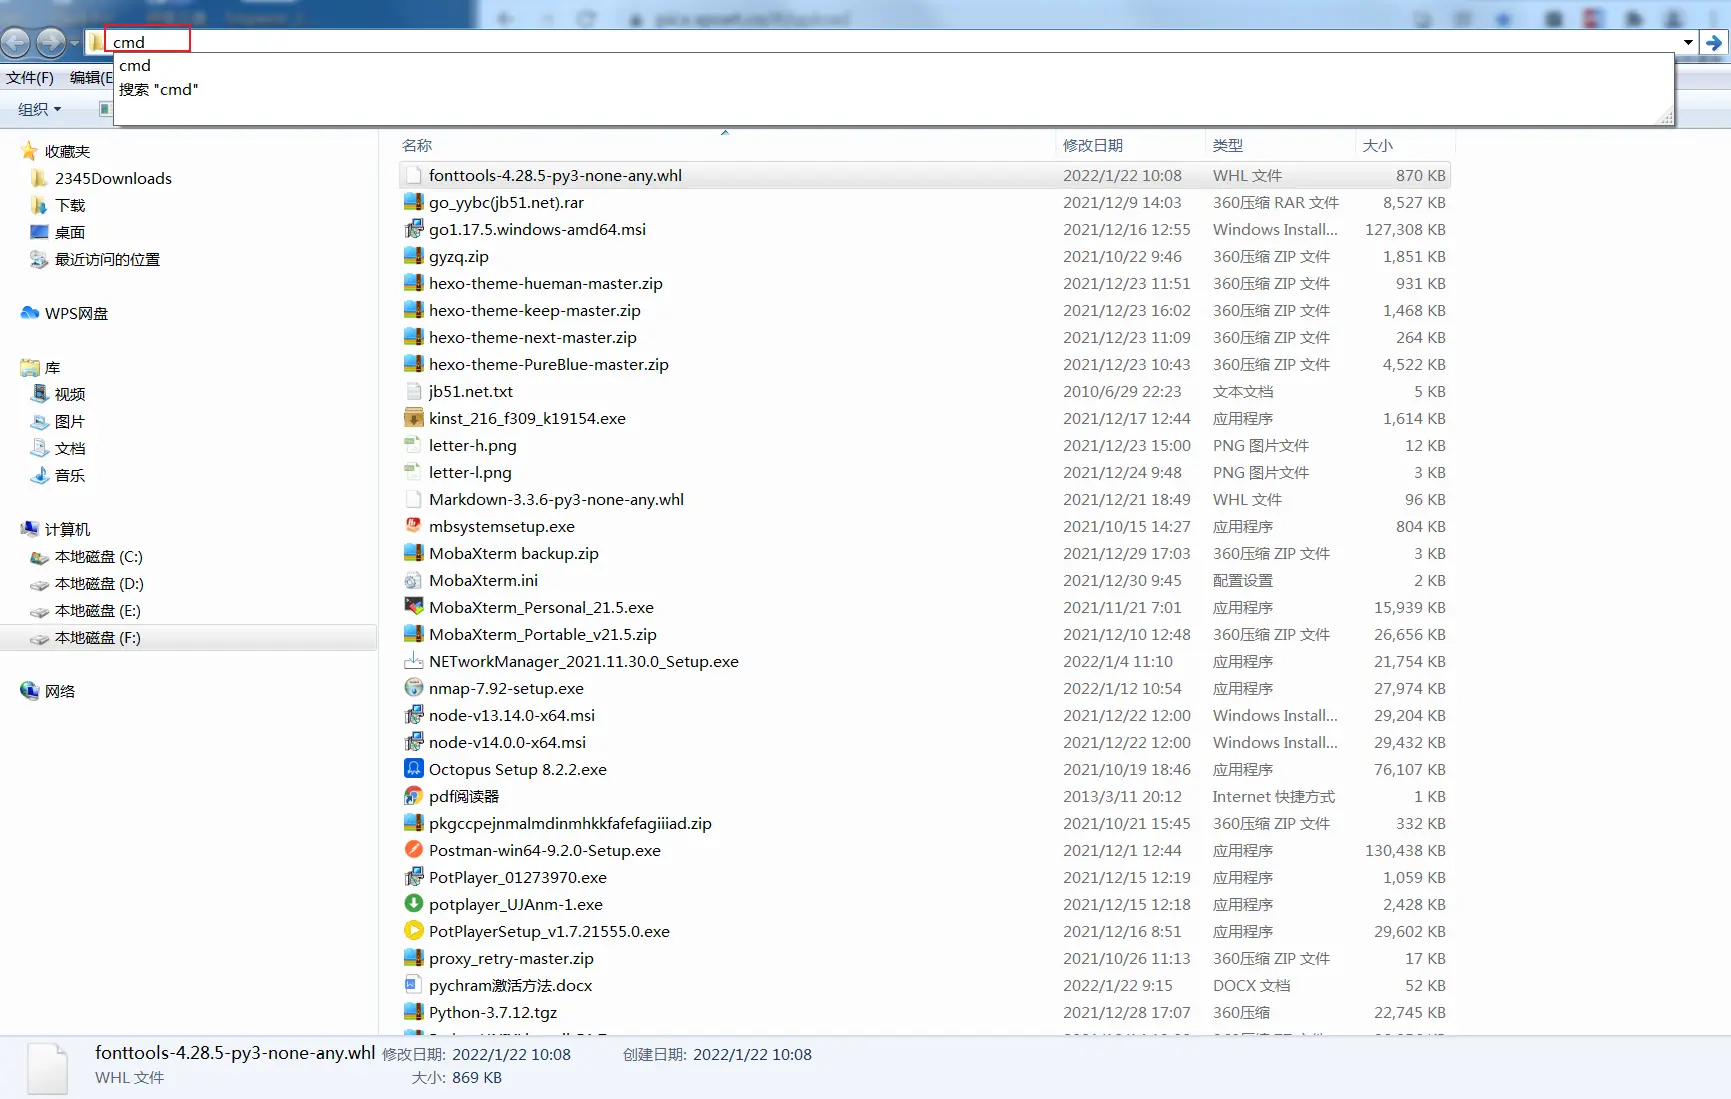 cmd
cmd
搜索 "cmd"
文件(F) 编辑(E
组织
名称 修改日期 类型 大小
收藏夹
2345Downloads
下载
桌面
最近访问的位置
WPS网盘
库
视频
图片
文档
音乐
计算机
本地磁盘 (C:)
本地磁盘 (D:)
本地磁盘 (E:)
本地磁盘 (F:)
网络
fonttools-4.28.5-py3-none-any.whl 2022/1/22 10:08 WHL 文件 870 KB
go_yybc(jb51.net).rar 2021/12/9 14:03 360压缩 RAR 文件 8,527 KB
go1.17.5.windows-amd64.msi 2021/12/16 12:55 Windows Install... 127,308 KB
gyzq.zip 2021/10/22 9:46 360压缩 ZIP 文件 1,851 KB
hexo-theme-hueman-master.zip 2021/12/23 11:51 360压缩 ZIP 文件 931 KB
hexo-theme-keep-master.zip 2021/12/23 16:02 360压缩 ZIP 文件 1,468 KB
hexo-theme-next-master.zip 2021/12/23 11:09 360压缩 ZIP 文件 264 KB
hexo-theme-PureBlue-master.zip 2021/12/23 10:43 360压缩 ZIP 文件 4,522 KB
jb51.net.txt 2010/6/29 22:23 文本文档 5 KB
kinst_216_f309_k19154.exe 2021/12/17 12:44 应用程序 1,614 KB
letter-h.png 2021/12/23 15:00 PNG 图片文件 12 KB
letter-l.png 2021/12/24 9:48 PNG 图片文件 3 KB
Markdown-3.3.6-py3-none-any.whl 2021/12/21 18:49 WHL 文件 96 KB
mbsystemsetup.exe 2021/10/15 14:27 应用程序 804 KB
MobaXterm backup.zip 2021/12/29 17:03 360压缩 ZIP 文件 3 KB
MobaXterm.ini 2021/12/30 9:45 配置设置 2 KB
MobaXterm_Personal_21.5.exe 2021/11/21 7:01 应用程序 15,939 KB
MobaXterm_Portable_v21.5.zip 2021/12/10 12:48 360压缩 ZIP 文件 26,656 KB
NETworkManager_2021.11.30.0_Setup.exe 2022/1/4 11:10 应用程序 21,754 KB
nmap-7.92-setup.exe 2022/1/12 10:54 应用程序 27,974 KB
node-v13.14.0-x64.msi 2021/12/22 12:00 Windows Install... 29,204 KB
node-v14.0.0-x64.msi 2021/12/22 12:00 Windows Install... 29,432 KB
Octopus Setup 8.2.2.exe 2021/10/19 18:46 应用程序 76,107 KB
pdf阅读器 2013/3/11 20:12 Internet 快捷方式 1 KB
pkgccpejnmalmdinmhkkfafefagiiiad.zip 2021/10/21 15:45 360压缩 ZIP 文件 332 KB
Postman-win64-9.2.0-Setup.exe 2021/12/1 12:44 应用程序 130,438 KB
PotPlayer_01273970.exe 2021/12/15 12:19 应用程序 1,059 KB
potplayer_UJAnm-1.exe 2021/12/15 12:18 应用程序 2,428 KB
PotPlayerSetup_v1.7.21555.0.exe 2021/12/16 8:51 应用程序 29,602 KB
proxy_retry-master.zip 2021/10/26 11:13 360压缩 ZIP 文件 17 KB
pychram激活方法.docx 2022/1/22 9:15 DOCX 文档 52 KB
Python-3.7.12.tgz 2021/12/28 17:07 360压缩 22,745 KB
fonttools-4.28.5-py3-none-any.whl 修改日期: 2022/1/22 10:08 创建日期: 2022/1/22 10:08
WHL 文件 大小: 869 KB